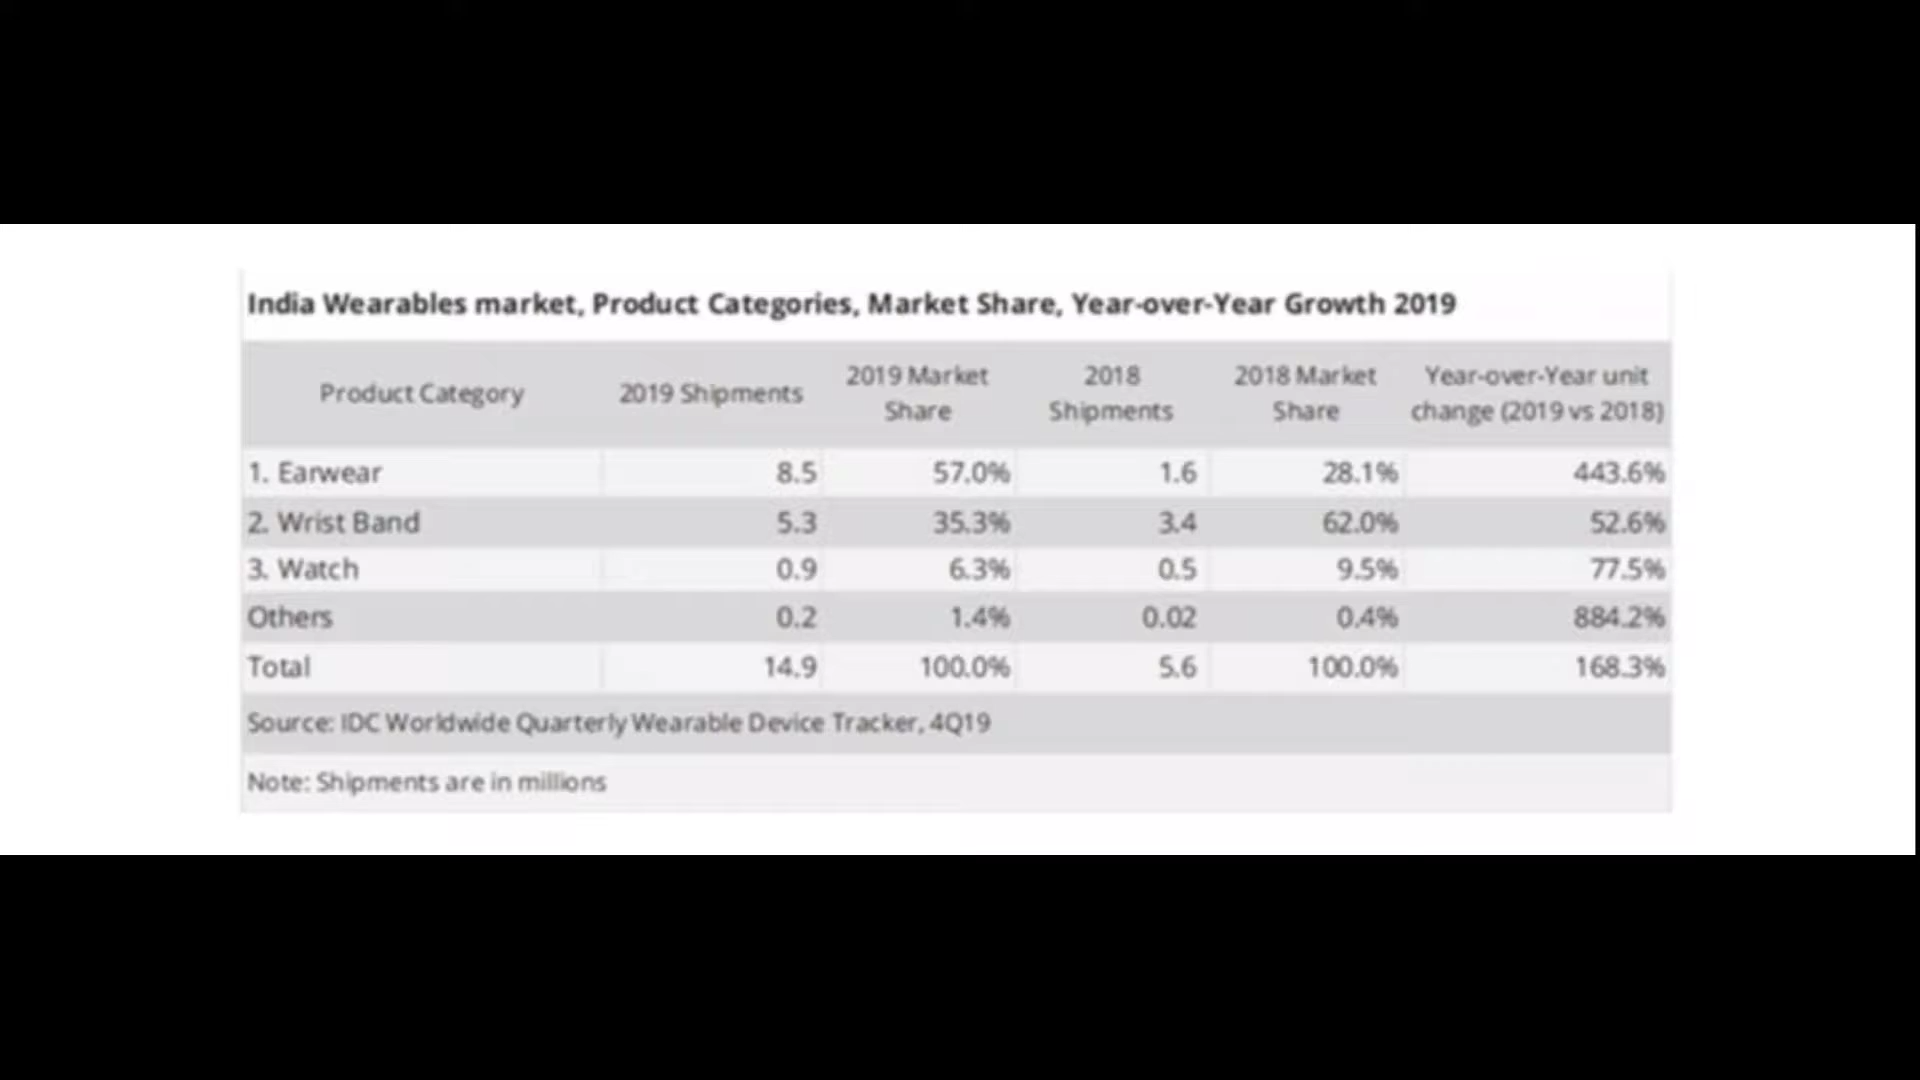 India Wearables market, Product Categories, Market Share, Year-over-Year Growth 2019
Product Category 2019 Shipments 2019 Market Share 2018 Shipments 2018 Market Share Year-over-Year unit change (2019 vs 2018)
1. Earwear 8.5 57.0% 1.6 28.1% 443.6%
2. Wrist Band 5.3 35.3% 3.4 62.0% 52.6%
3. Watch 0.9 6.3% 0.5 9.5% 77.5%
Others 0.2 1.4% 0.02 0.4% 884.2%
Total 14.9 100.0% 5.6 100.0% 168.3%
Source: IDC Worldwide Quarterly Wearable Device Tracker, 4Q19
Note: Shipments are in millions